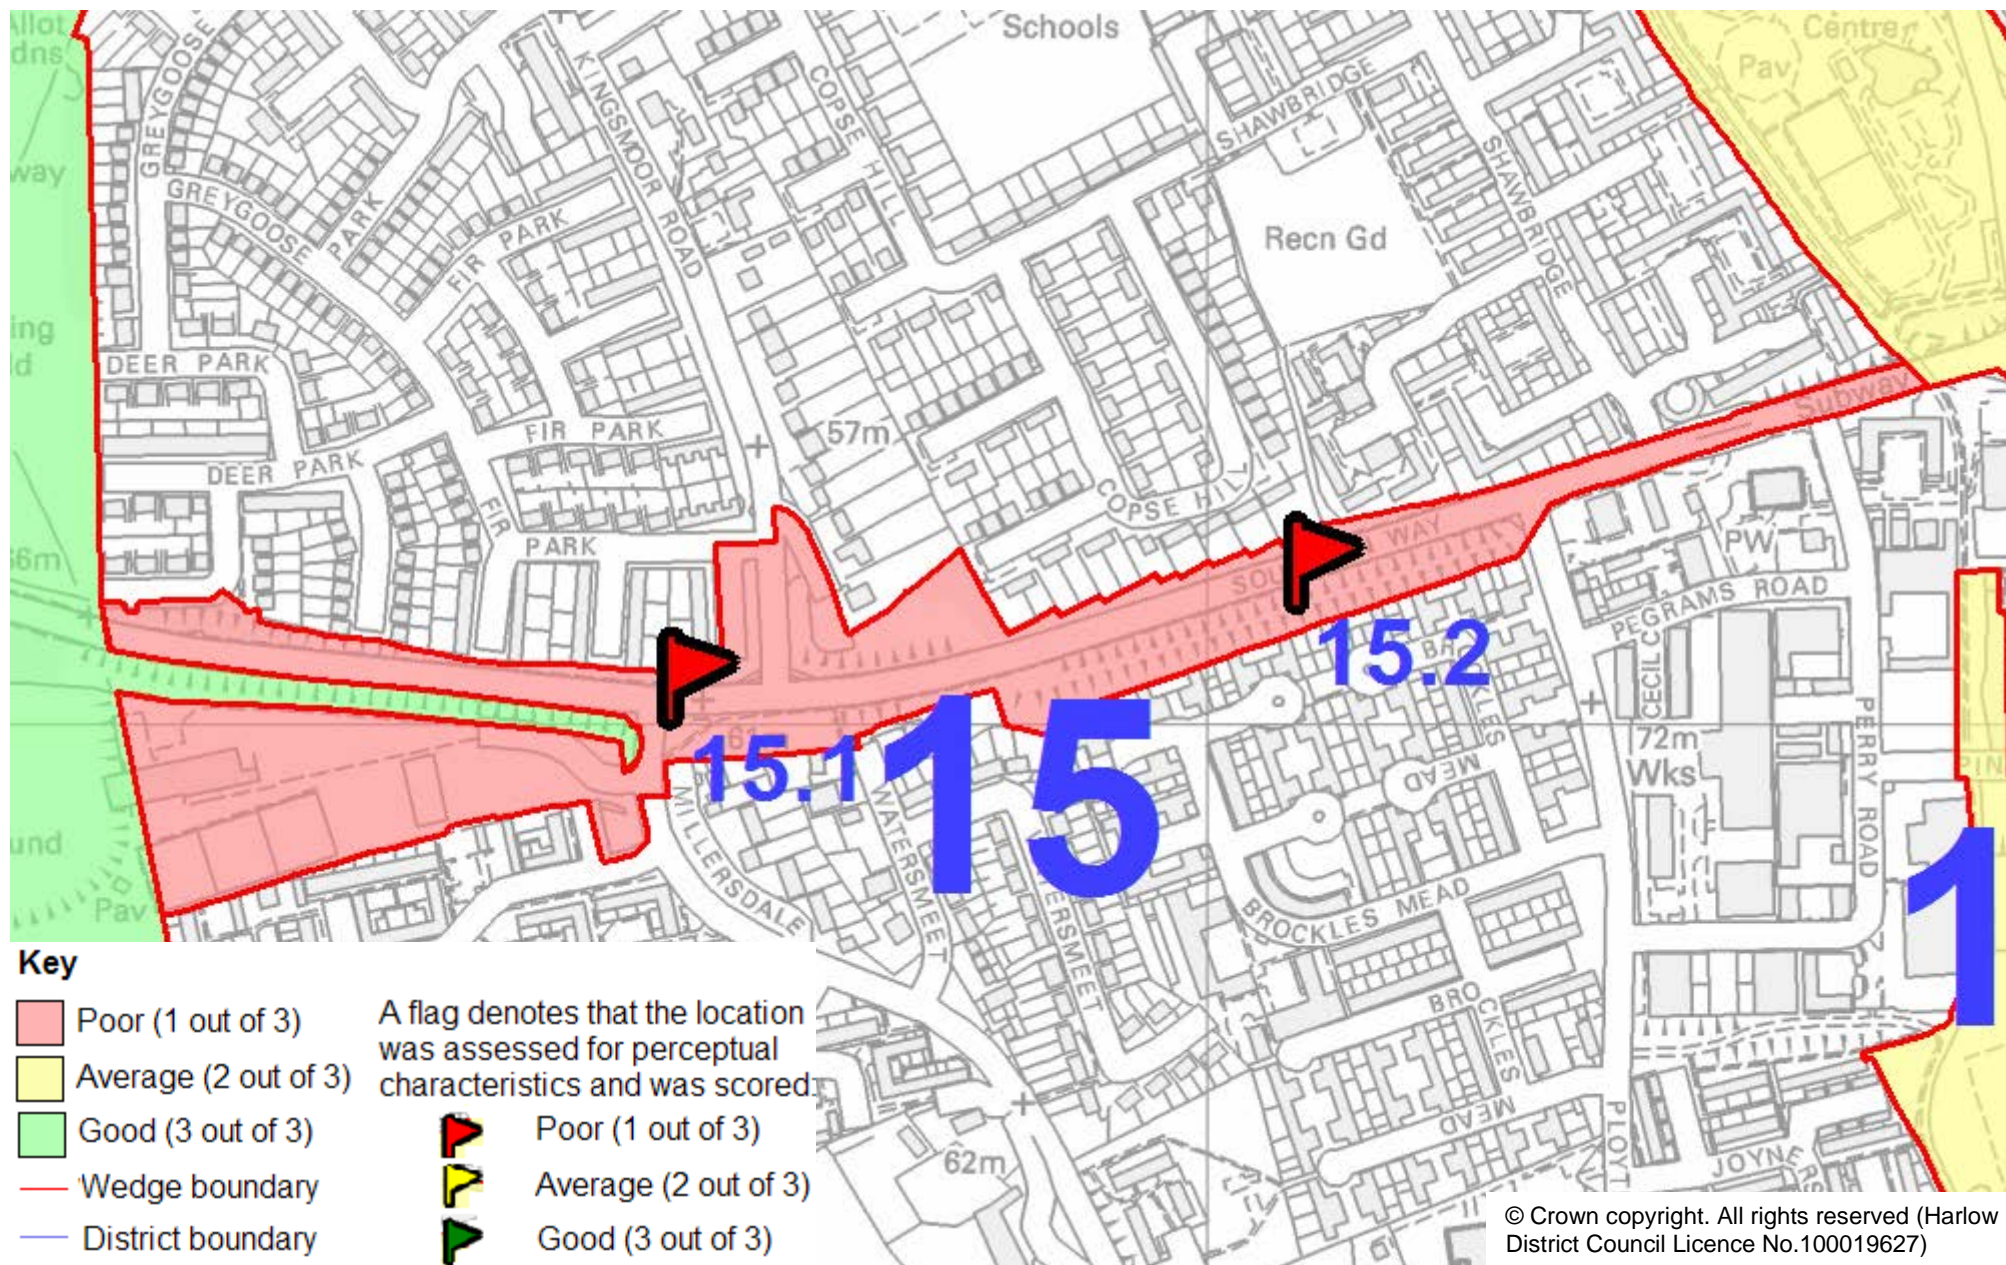 Allot
dns
Schools
Centre
Pav
GREYGOOSE
KINGSMOOR ROAD
COPSE HILL
SHAWBRIDGE
SHAWBRIDGE
way
GREYGOOSE
PARK
FIR PARK
Recn Gd
ing
ld
DEER PARK
FIR PARK
57m
Subway
DEER PARK
FIR
COPSE HILL
PARK
WAY
PW
PEGRAMS ROAD
15.2
MEAD
CECIL
PERRY ROAD
61m
15.1
15
72m
Wks
PIN
MILLERSDALE
WATERSMEET
und
Pav
BROCKLES MEAD
1
BROCKLES
MEAD
62m
PLOYT
JOYNERS
Key
Poor (1 out of 3)
Average (2 out of 3)
Good (3 out of 3)
Wedge boundary
District boundary
A flag denotes that the location
was assessed for perceptual
characteristics and was scored:
Poor (1 out of 3)
Average (2 out of 3)
Good (3 out of 3)
© Crown copyright. All rights reserved (Harlow
District Council Licence No.100019627)